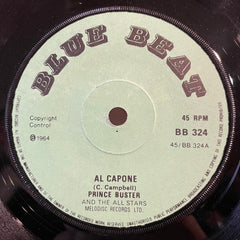 BLUE BEAT
Copyright
Control
℗ 1964
45 RPM
BB 324
45/BB 324A
AL CAPONE
(C. Campbell)
PRINCE BUSTER
AND THE ALL STARS
MELODISC RECORDS LTD.